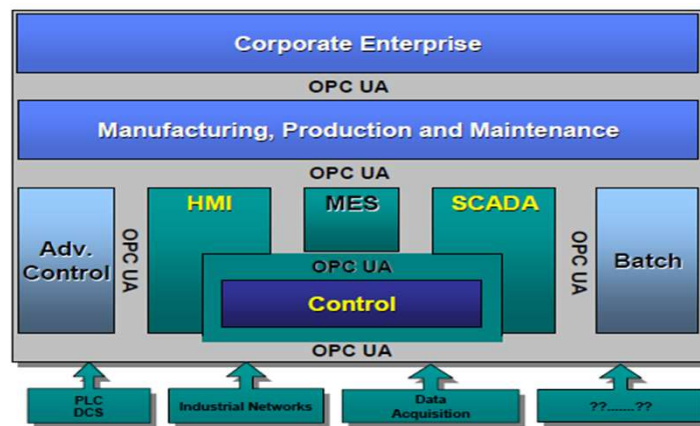 Corporate Enterprise
OPC UA
Manufacturing, Production and Maintenance
OPC UA
HMI
MES
SCADA
Adv.
Control
OPC UA
OPC UA
Control
OPC UA
Batch
OPC UA
PLC
DCS
Industrial Networks
Data
Acquisition
??.......??